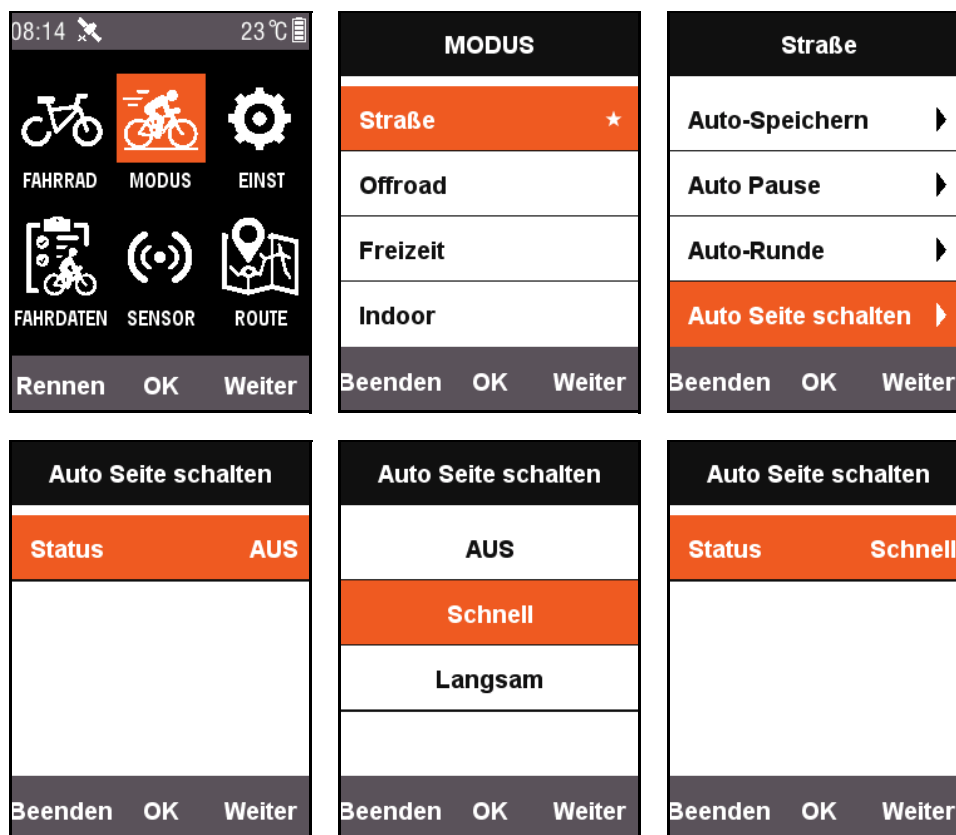 08:14 23℃
FAHRRAD MODUS EINST
FAHRDATEN SENSOR ROUTE
Rennen OK Weiter
MODUS
Straße
Offroad
Freizeit
Indoor
Beenden OK Weiter
Straße
Auto-Speichern
Auto Pause
Auto-Runde
Auto Seite schalten
Beenden OK Weiter
Auto Seite schalten
Status AUS
Beenden OK Weiter
Auto Seite schalten
AUS
Schnell
Langsam
Beenden OK Weiter
Auto Seite schalten
Status Schnell
Beenden OK Weiter